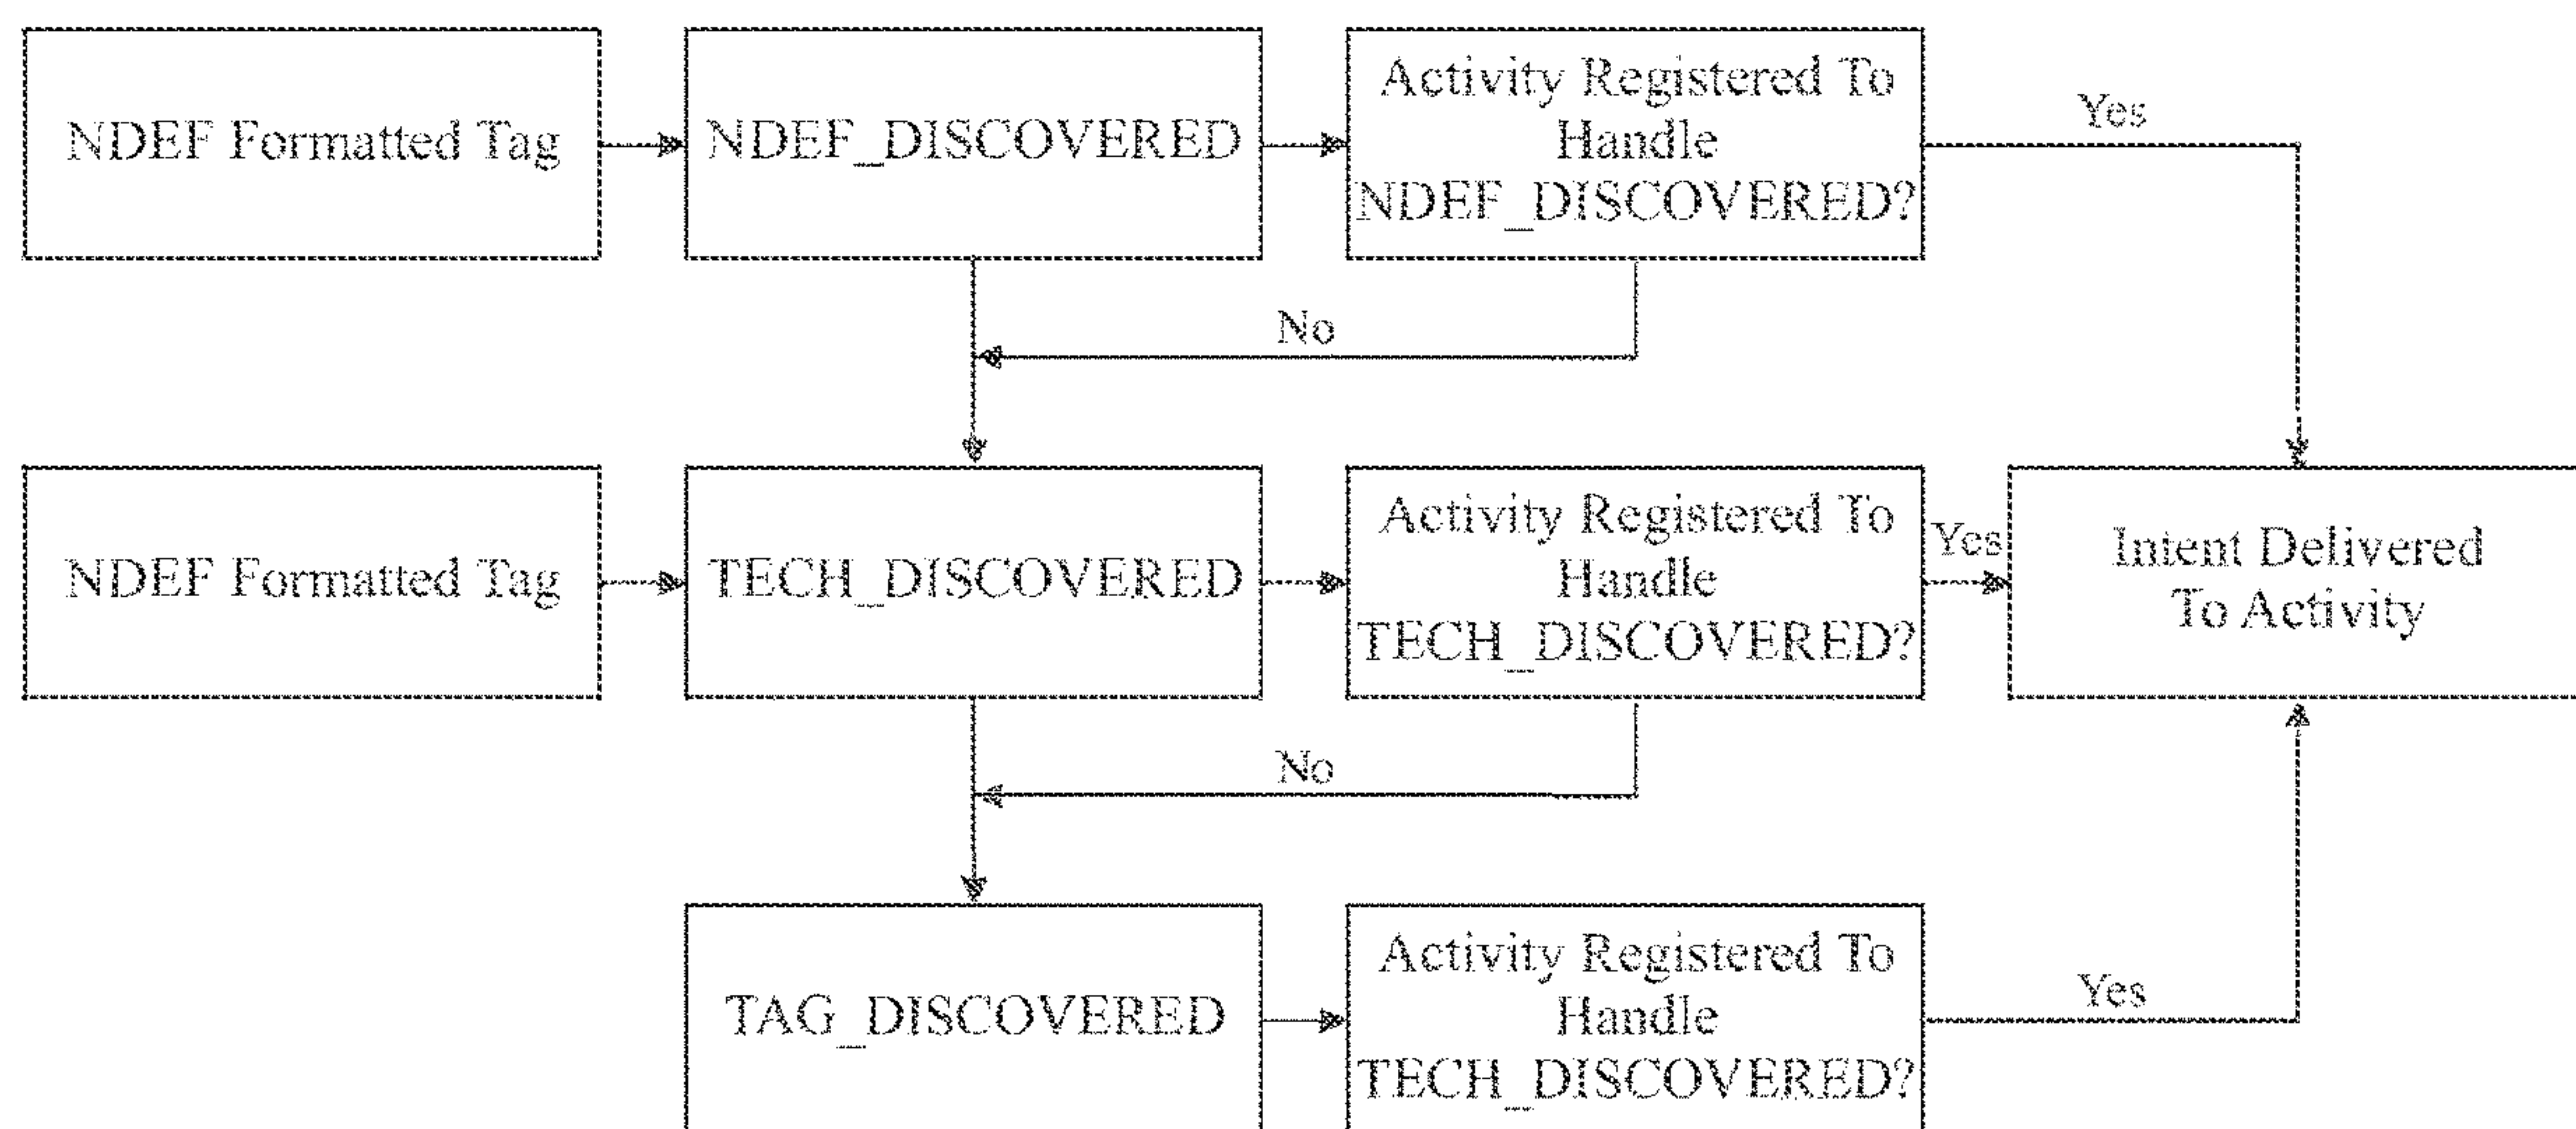 NDEF Formatted Tag
NDEF_DISCOVERED
Activity Registered To
Handle
NDEF_DISCOVERED?
Yes
No
NDEF Formatted Tag
TECH_DISCOVERED
Activity Registered To
Handle
TECH_DISCOVERED?
Yes
Intent Delivered
To Activity
No
TAG_DISCOVERED
Activity Registered To
Handle
TECH_DISCOVERED?
Yes